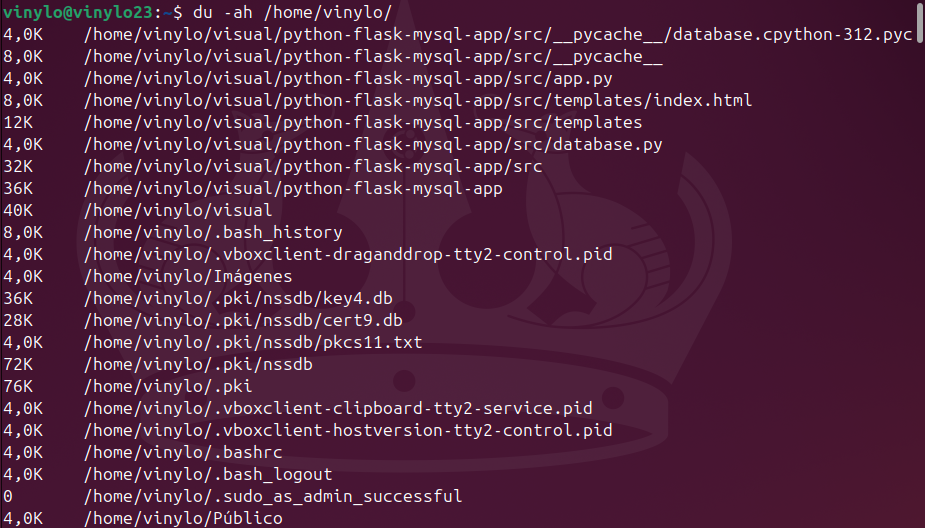 vinylo@vinylo23:~$ du -ah /home/vinylo/
4,0K /home/vinylo/visual/python-flask-mysql-app/src/__pycache__/database.cpython-312.pyc
8,0K /home/vinylo/visual/python-flask-mysql-app/src/__pycache__
4,0K /home/vinylo/visual/python-flask-mysql-app/src/app.py
8,0K /home/vinylo/visual/python-flask-mysql-app/src/templates/index.html
12K /home/vinylo/visual/python-flask-mysql-app/src/templates
4,0K /home/vinylo/visual/python-flask-mysql-app/src/database.py
32K /home/vinylo/visual/python-flask-mysql-app/src
36K /home/vinylo/visual/python-flask-mysql-app
40K /home/vinylo/visual
8,0K /home/vinylo/.bash_history
4,0K /home/vinylo/.vboxclient-draganddrop-tty2-control.pid
4,0K /home/vinylo/Imágenes
36K /home/vinylo/.pki/nssdb/key4.db
28K /home/vinylo/.pki/nssdb/cert9.db
4,0K /home/vinylo/.pki/nssdb/pkcs11.txt
72K /home/vinylo/.pki/nssdb
76K /home/vinylo/.pki
4,0K /home/vinylo/.vboxclient-clipboard-tty2-service.pid
4,0K /home/vinylo/.vboxclient-hostversion-tty2-control.pid
4,0K /home/vinylo/.bashrc
4,0K /home/vinylo/.bash_logout
0 /home/vinylo/.sudo_as_admin_successful
4,0K /home/vinylo/Público